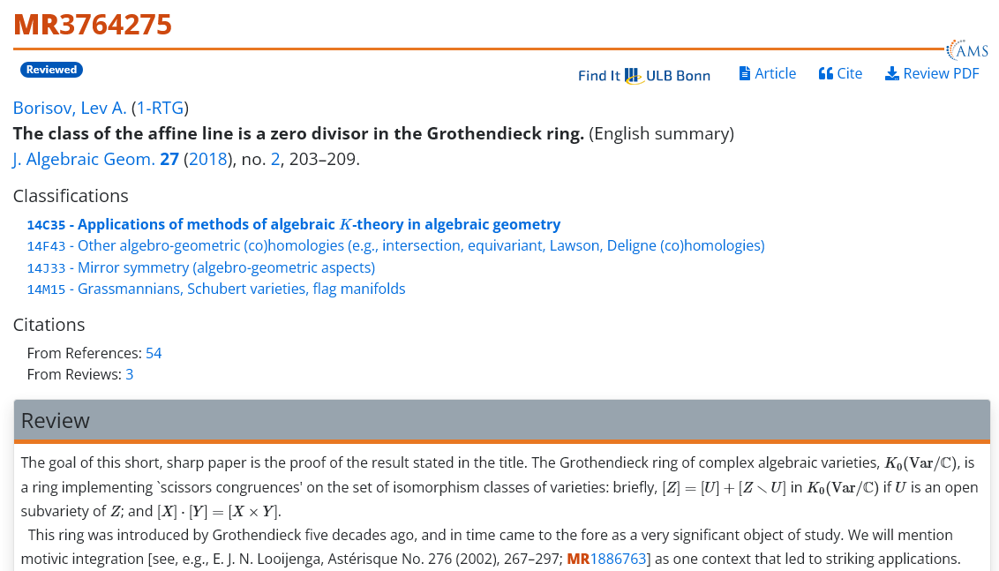 MR3764275
AMS
Reviewed
Find It ULB Bonn Article Cite Review PDF
Borisov, Lev A. (1-RTG)
The class of the affine line is a zero divisor in the Grothendieck ring. (English summary)
J. Algebraic Geom. 27 (2018), no. 2, 203–209.
Classifications
14C35 - Applications of methods of algebraic K-theory in algebraic geometry
14F43 - Other algebro-geometric (co)homologies (e.g., intersection, equivariant, Lawson, Deligne (co)homologies)
14J33 - Mirror symmetry (algebro-geometric aspects)
14M15 - Grassmannians, Schubert varieties, flag manifolds
Citations
From References: 54
From Reviews: 3
Review
The goal of this short, sharp paper is the proof of the result stated in the title. The Grothendieck ring of complex algebraic varieties, K₀(Var/ℂ), is
a ring implementing `scissors congruences' on the set of isomorphism classes of varieties: briefly, [Z] = [U] + [Z ∖ U] in K₀(Var/ℂ) if U is an open
subvariety of Z; and [X] · [Y] = [X × Y].
This ring was introduced by Grothendieck five decades ago, and in time came to the fore as a very significant object of study. We will mention
motivic integration [see, e.g., E. J. N. Looijenga, Astérisque No. 276 (2002), 267–297; MR1886763] as one context that led to striking applications.